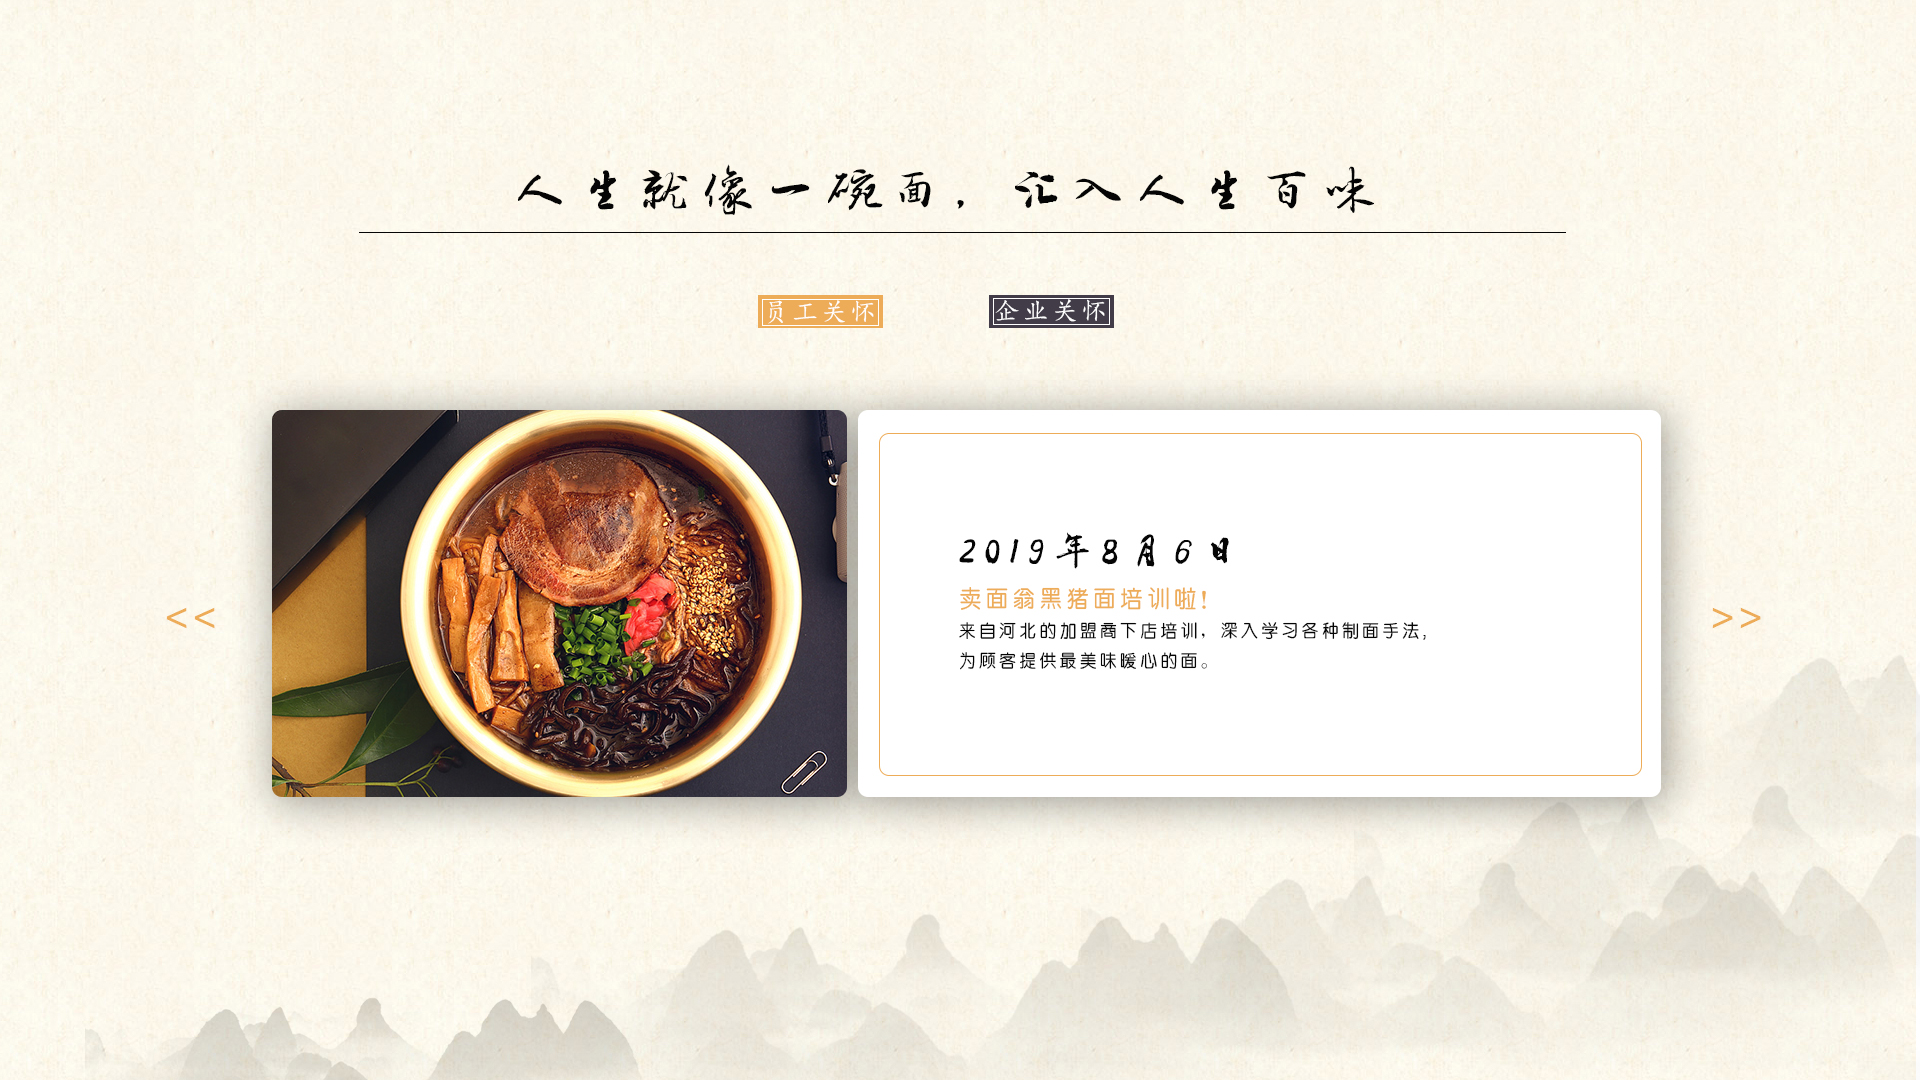 人生就像一碗面，汇入人生百味
员工关怀
企业关怀
<<
2019年8月6日
卖面翁黑猪面培训啦!
来自河北的加盟商下店培训，深入学习各种制面手法，
为顾客提供最美味暖心的面。
>>